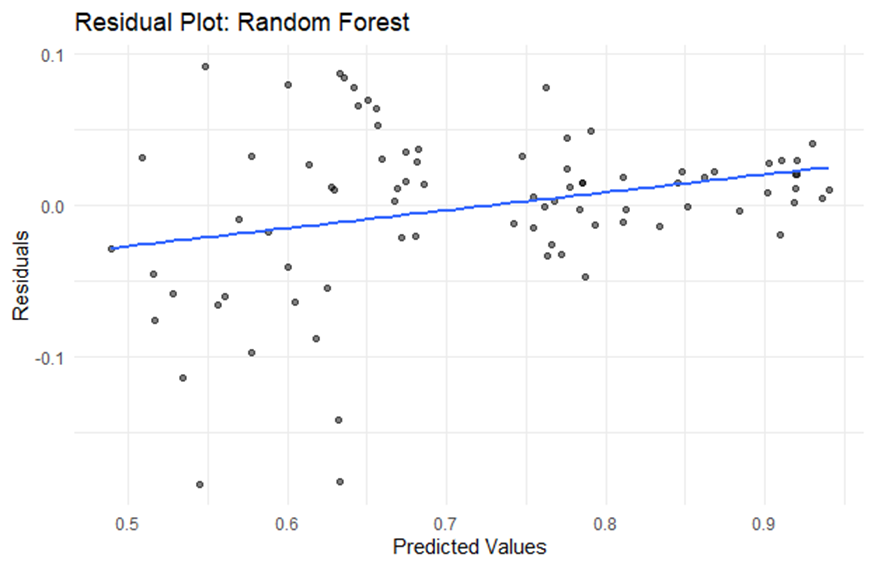 Residual Plot: Random Forest
0.1
0.0
-0.1
Residuals
0.5 0.6 0.7 0.8 0.9
Predicted Values